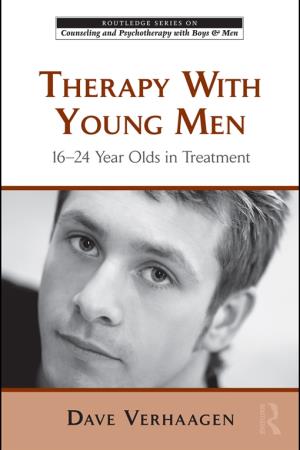 ROUTLEDGE SERIES ON
Counseling and Psychotherapy with Boys & Men
THERAPY WITH
YOUNG MEN
16–24 Year Olds in Treatment
DAVE VERHAAGEN
Routledge